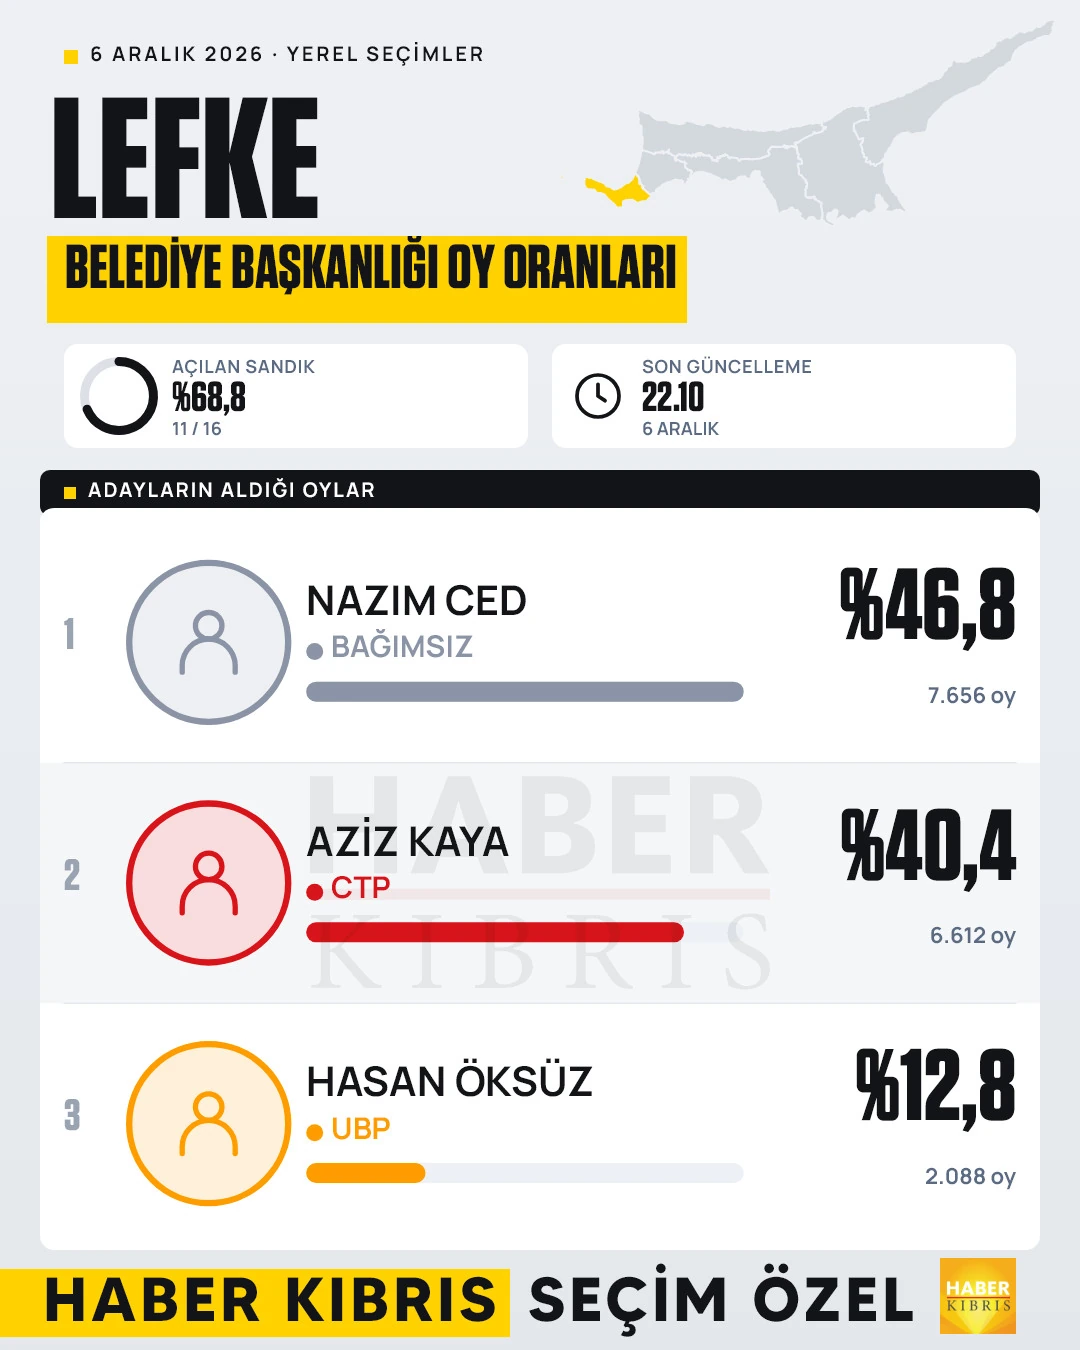 6 ARALIK 2026 · YEREL SEÇİMLER
LEFKE
BELEDİYE BAŞKANLIĞI OY ORANLARI
AÇILAN SANDIK
%68,8
11 / 16
SON GÜNCELLEME
22.10
6 ARALIK
ADAYLARIN ALDIĞI OYLAR
1
NAZIM CED
BAĞIMSIZ
%46,8
7.656 oy
HABER
KIBRIS
2
AZİZ KAYA
CTP
%40,4
6.612 oy
3
HASAN ÖKSÜZ
UBP
%12,8
2.088 oy
HABER KIBRIS SEÇİM ÖZEL
HABER
KIBRIS